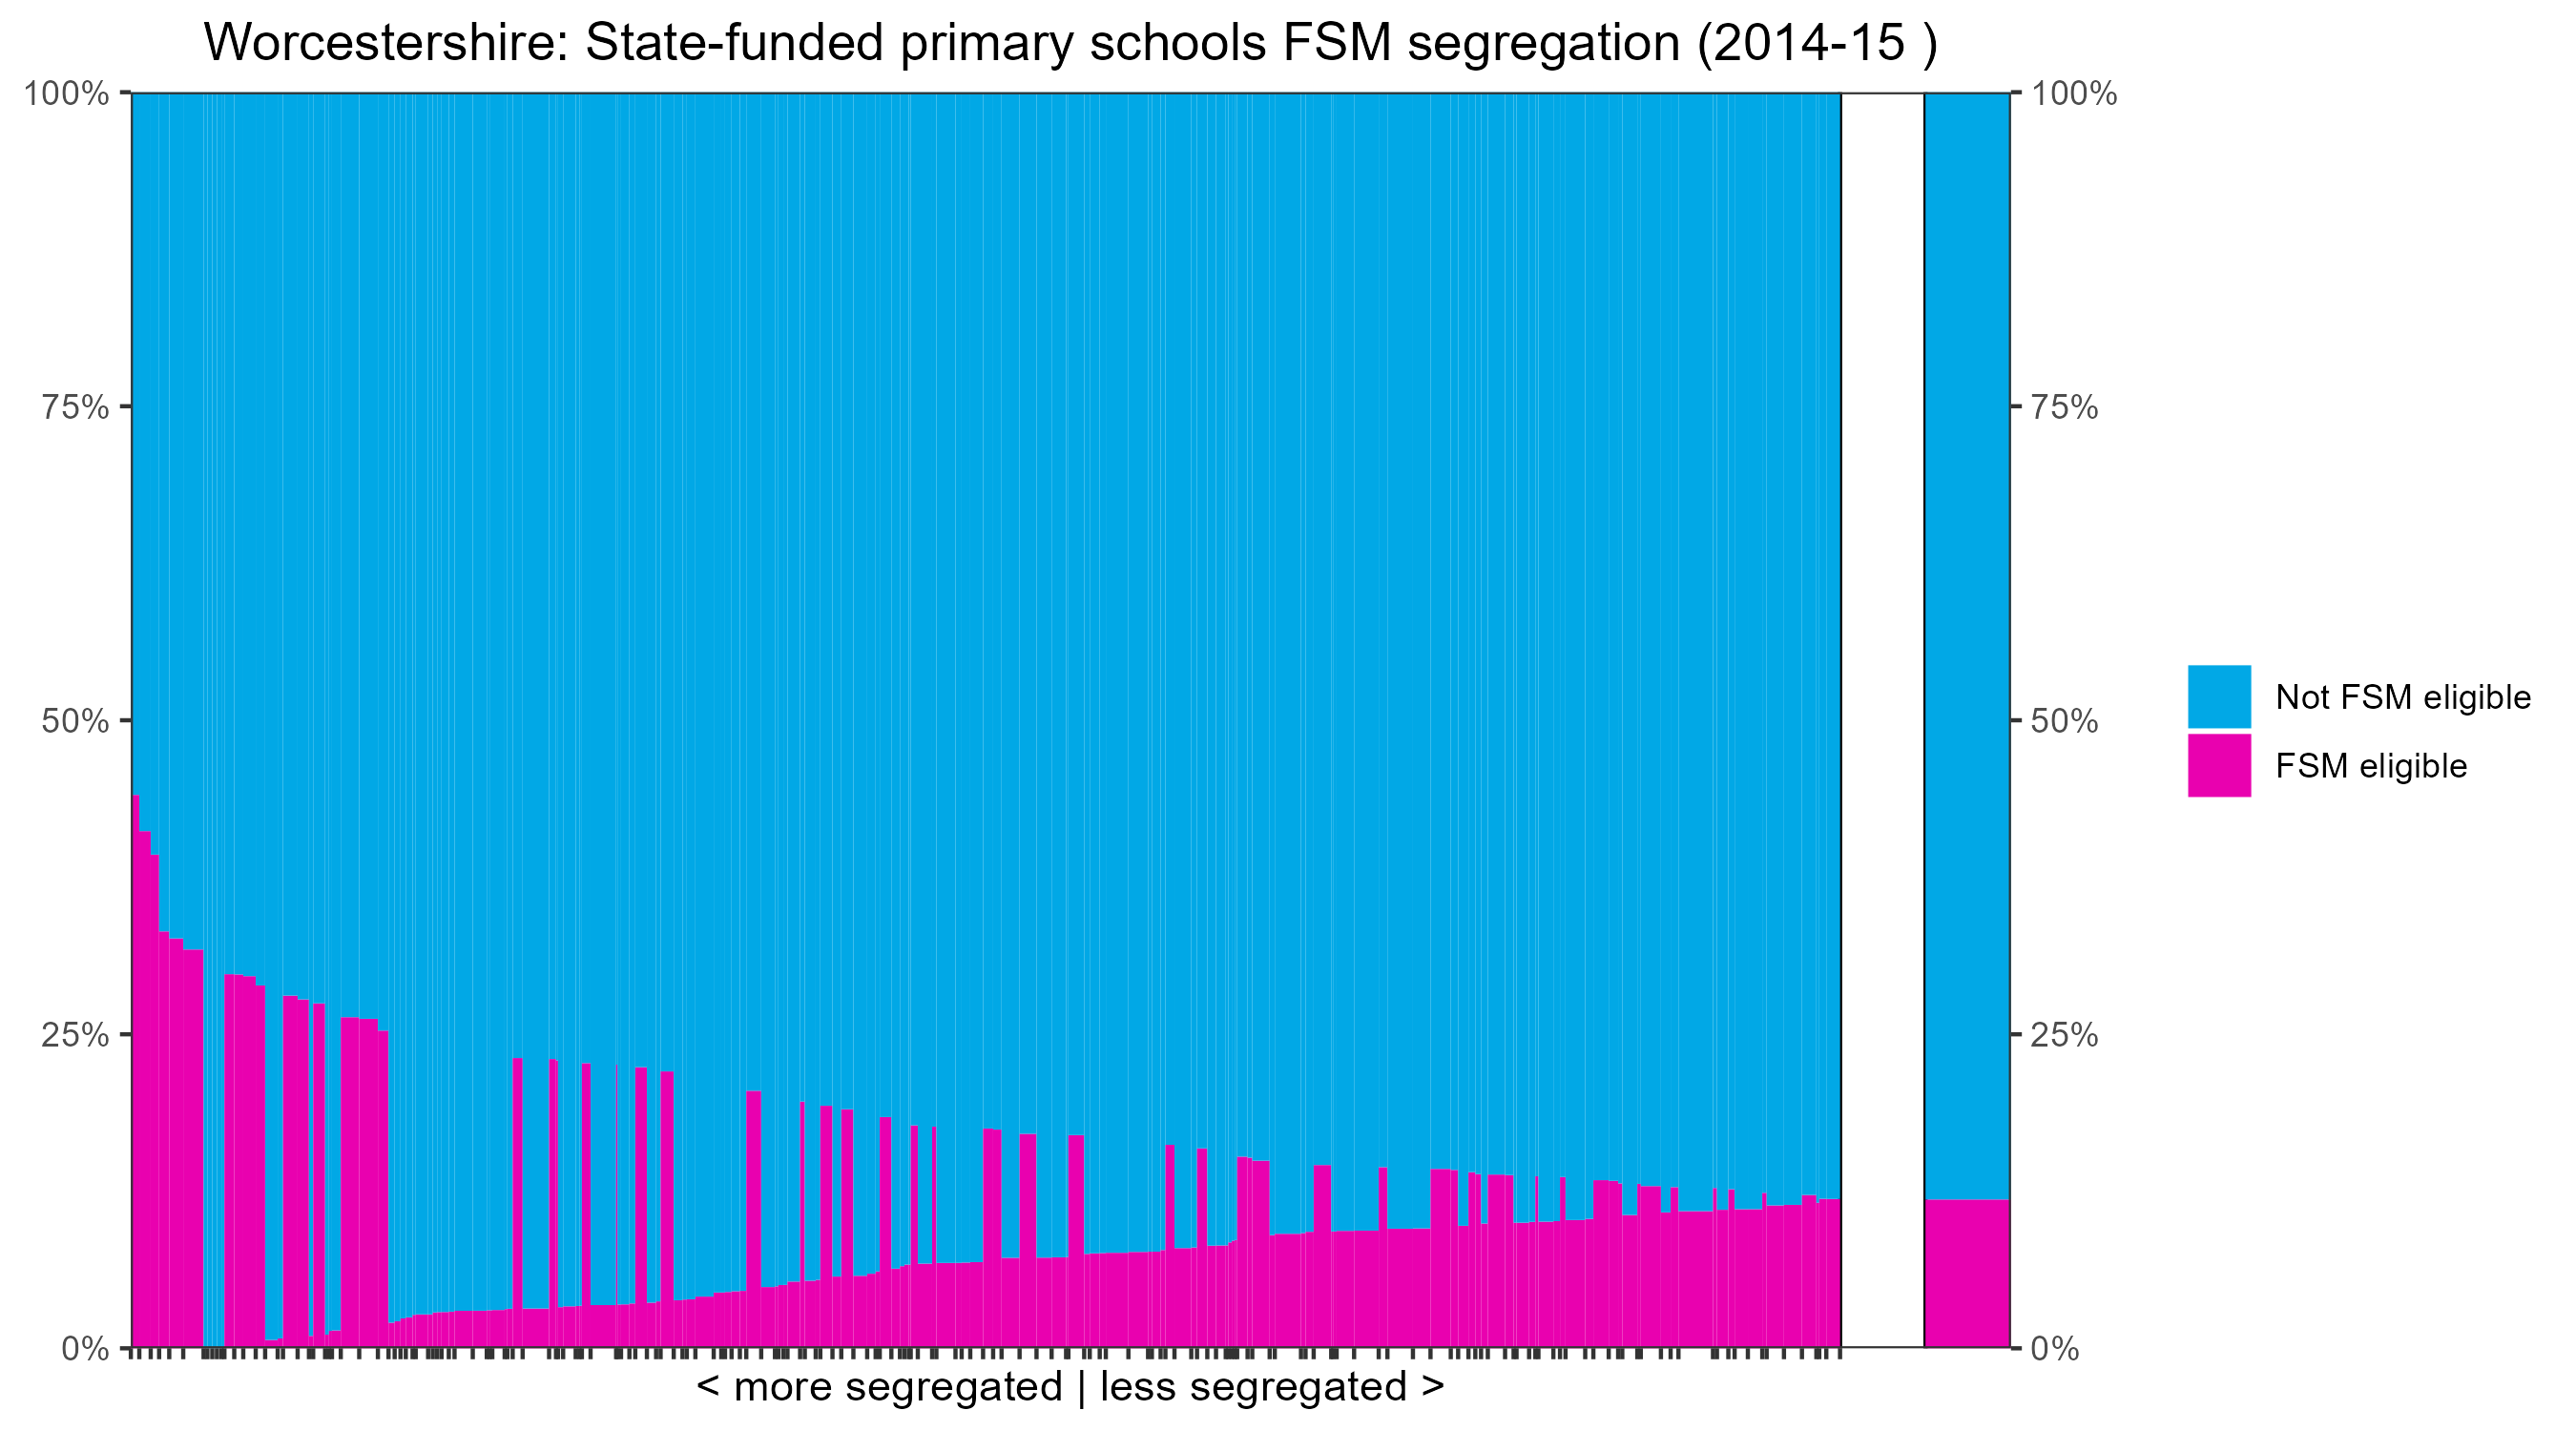 Worcestershire: State-funded primary schools FSM segregation (2014-15 )
100%
75%
50%
25%
0%
100%
75%
50%
25%
0%
Not FSM eligible
FSM eligible
< more segregated | less segregated >